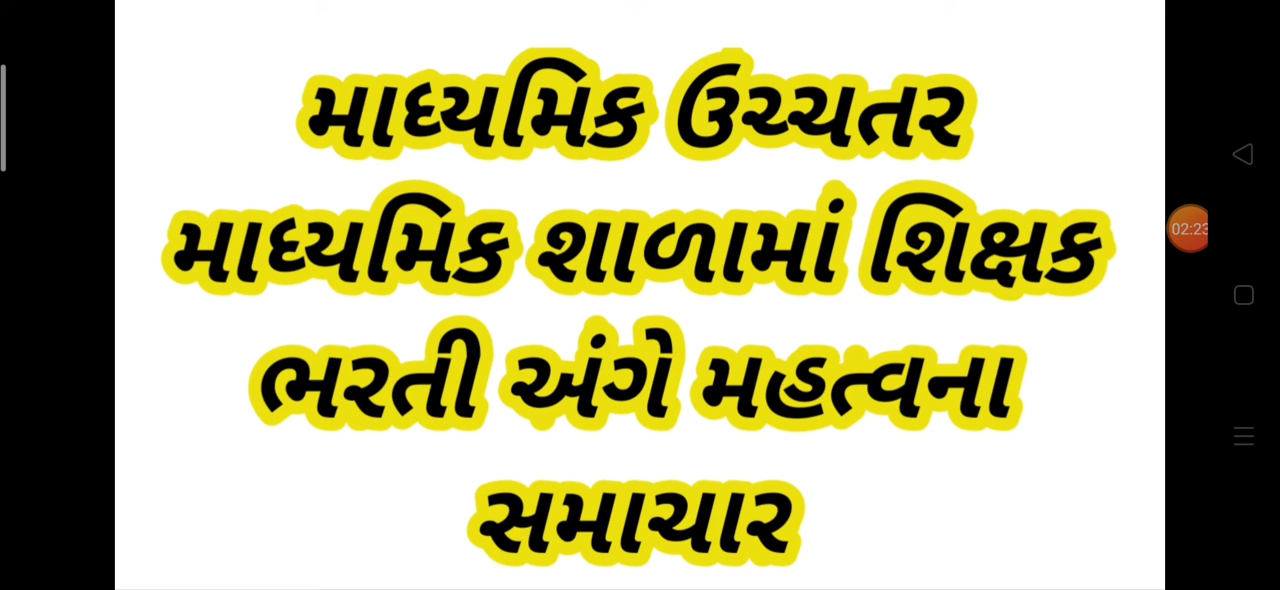 માધ્યમિક ઉચ્ચતર
માધ્યમિક શાળામાં શિક્ષક
ભરતી અંગે મહત્વના
સમાચાર
02:23